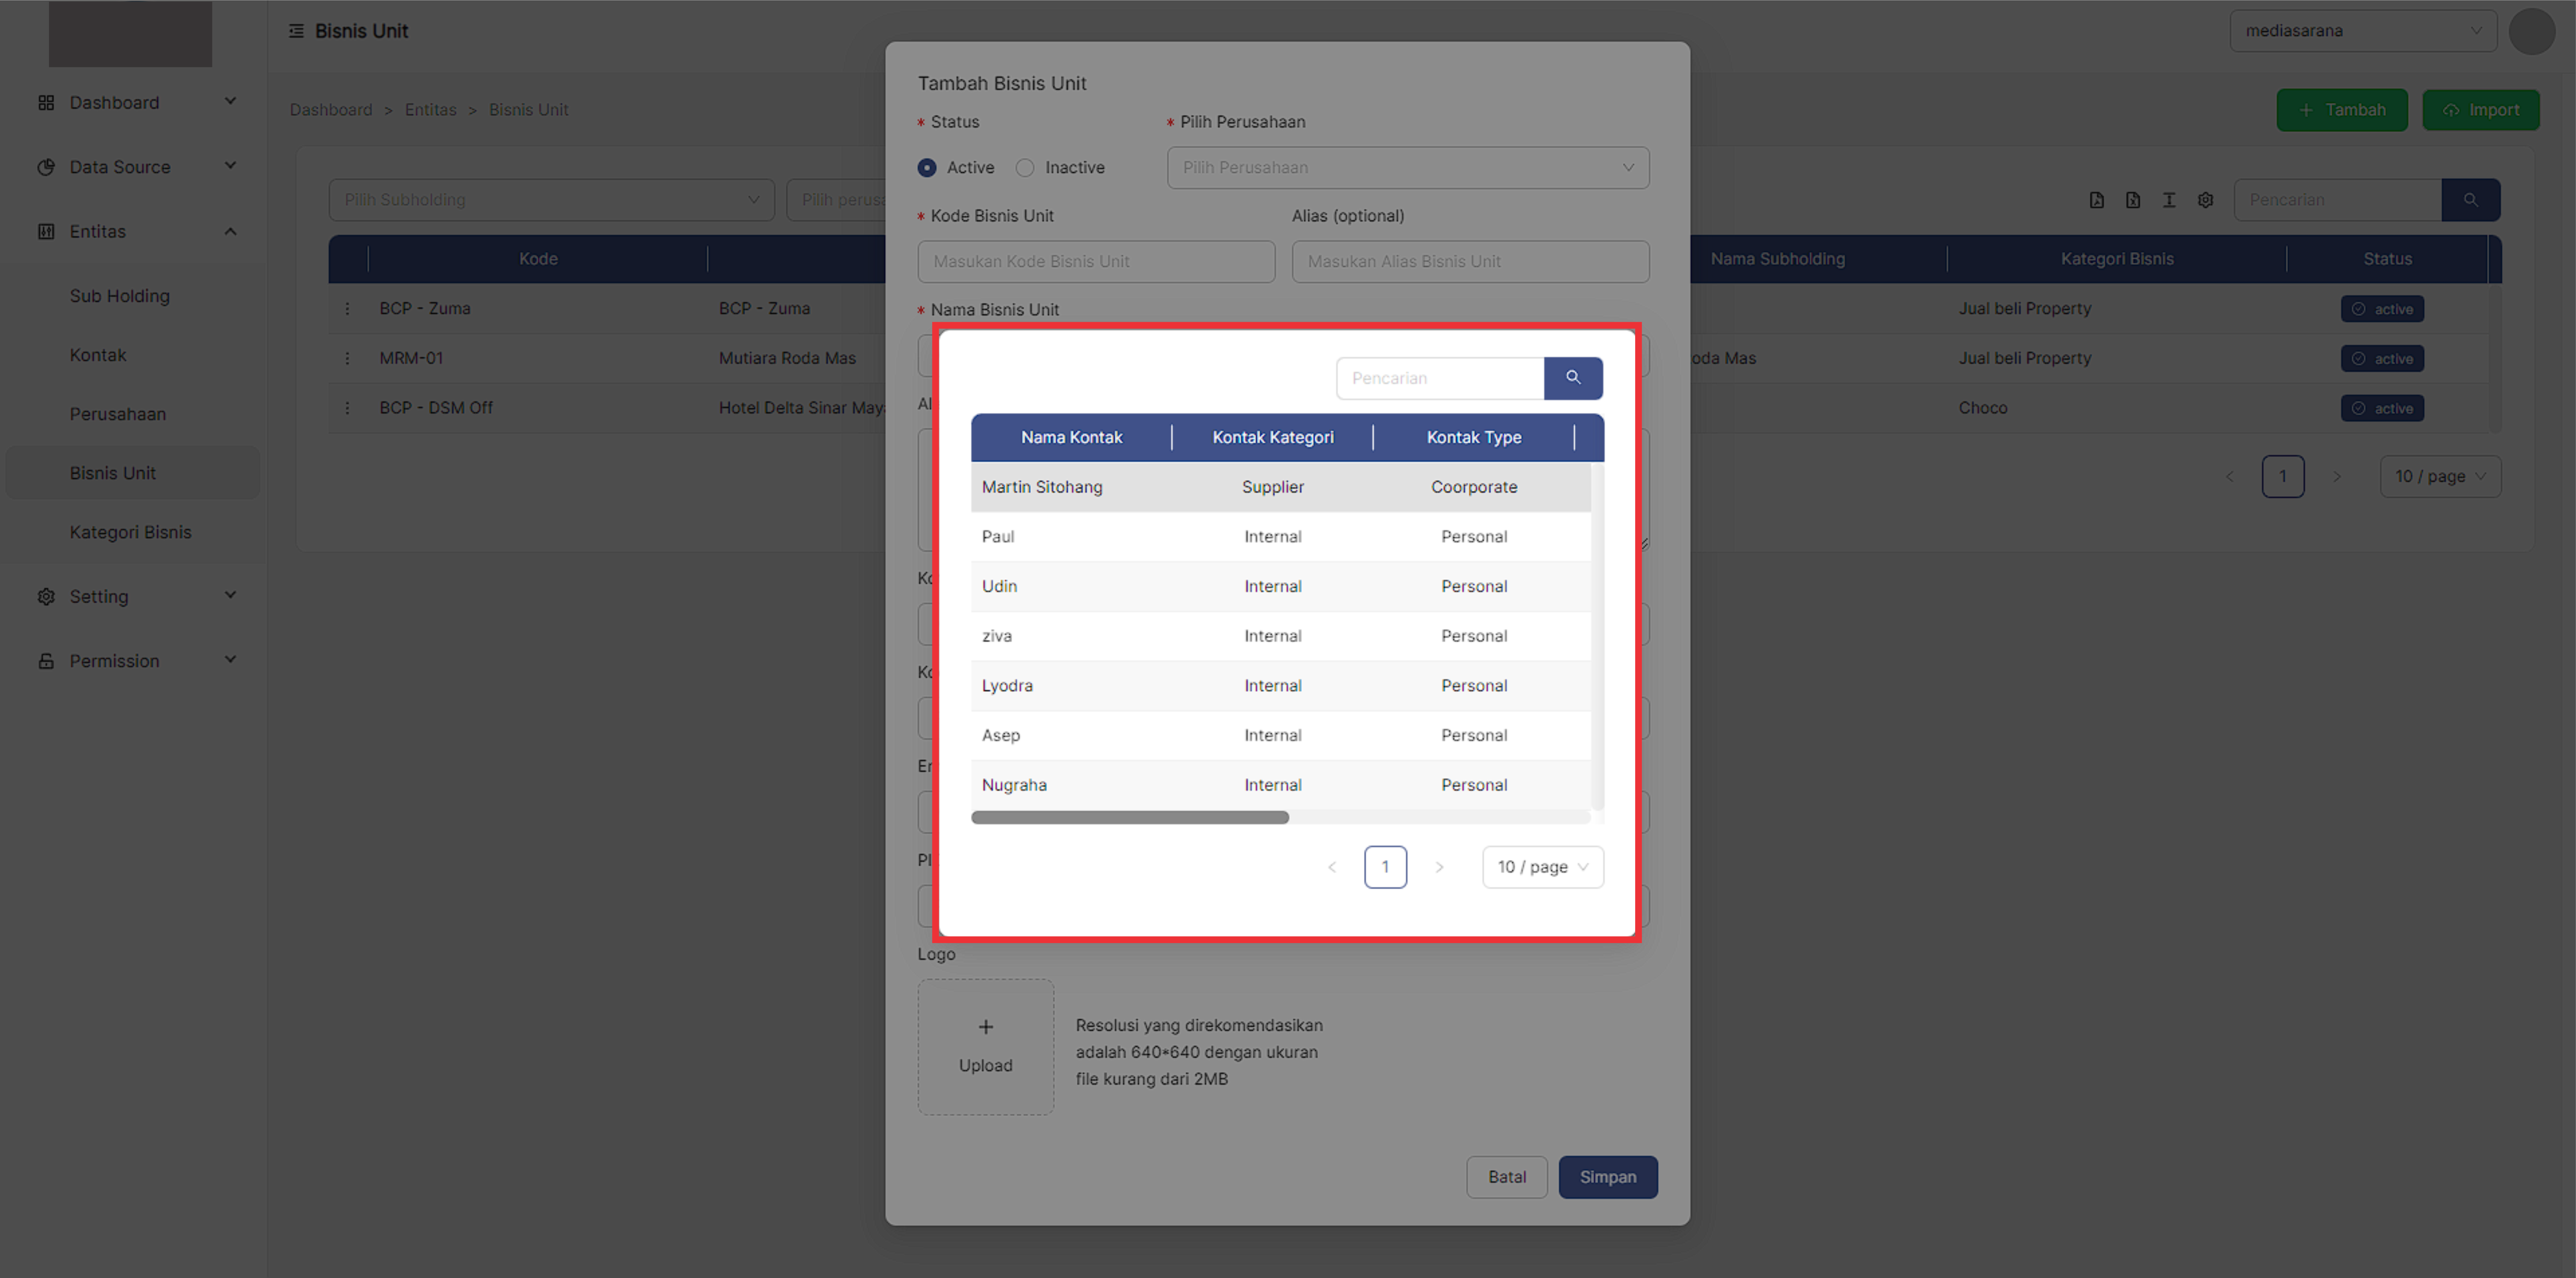 Bisnis Unit
mediasarana
Dashboard
Data Source
Entitas
Sub Holding
Kontak
Perusahaan
Bisnis Unit
Kategori Bisnis
Setting
Permission
Dashboard > Entitas > Bisnis Unit
+ Tambah
Import
Pilih Subholding
Pilih perusa
Pencarian
Kode
Nama Subholding
Kategori Bisnis
Status
BCP - Zuma
BCP - Zuma
Jual beli Property
active
MRM-01
Mutiara Roda Mas
oda Mas
Jual beli Property
active
BCP - DSM Off
Hotel Delta Sinar May
Choco
active
< 1 >
10 / page
Tambah Bisnis Unit
* Status
* Pilih Perusahaan
Active
Inactive
Pilih Perusahaan
* Kode Bisnis Unit
Alias (optional)
Masukan Kode Bisnis Unit
Masukan Alias Bisnis Unit
* Nama Bisnis Unit
Al
Ko
Ko
Em
Logo
+
Upload
Resolusi yang direkomendasikan
adalah 640*640 dengan ukuran
file kurang dari 2MB
Batal
Simpan
Pencarian
Nama Kontak
Kontak Kategori
Kontak Type
Martin Sitohang
Supplier
Coorporate
Paul
Internal
Personal
Udin
Internal
Personal
ziva
Internal
Personal
Lyodra
Internal
Personal
Asep
Internal
Personal
Nugraha
Internal
Personal
< 1 >
10 / page